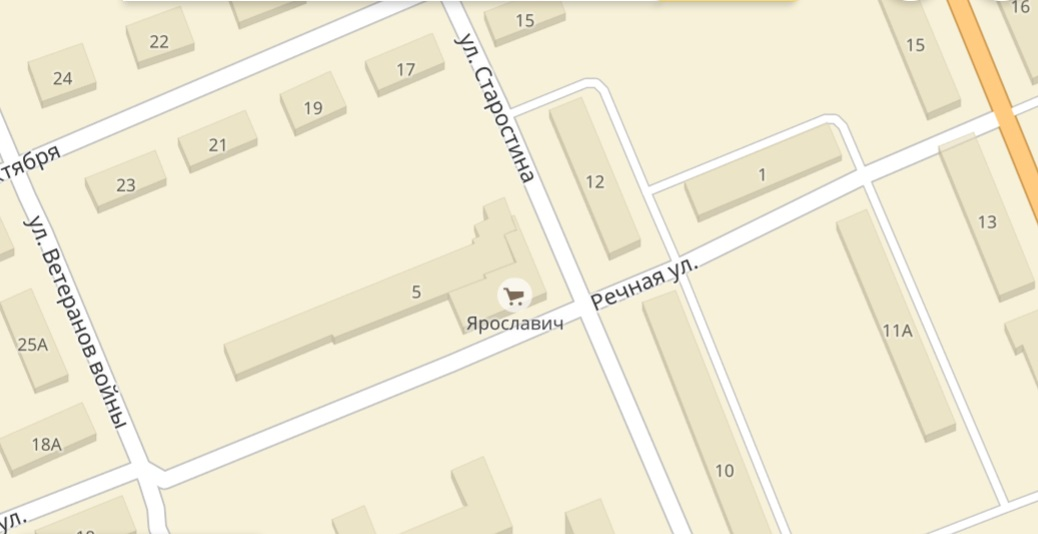 15
16
15
22
24
17
19
21
23
ул. Старостина
тября
12
1
13
ул. Ветеранов войны
5
Ярославич
Речная ул.
25А
11А
18А
10
ул.